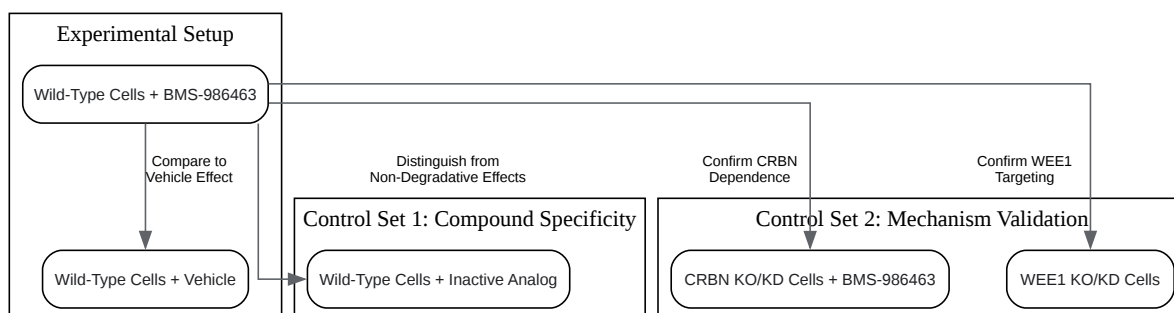 Experimental Setup
Wild-Type Cells + BMS-986463
Compare to
Vehicle Effect
Distinguish from
Non-Degradative Effects
Confirm CRBN
Dependence
Confirm WEE1
Targeting
Control Set 1: Compound Specificity
Control Set 2: Mechanism Validation
Wild-Type Cells + Vehicle
Wild-Type Cells + Inactive Analog
CRBN KO/KD Cells + BMS-986463
WEE1 KO/KD Cells